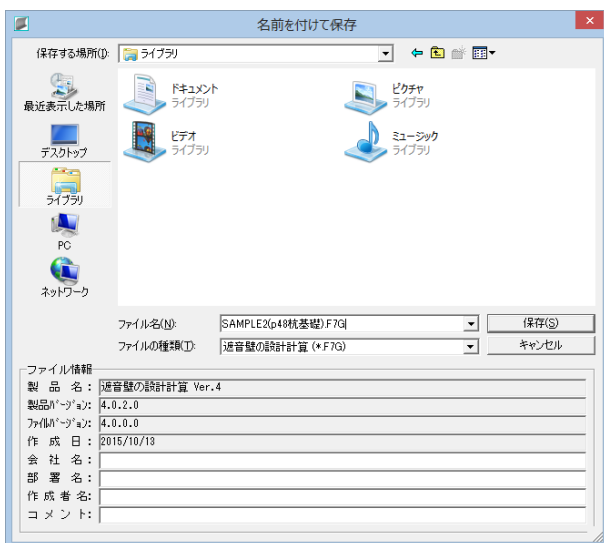 名前を付けて保存
保存する場所(I): ライブラリ
最近表示した場所
デスクトップ
ライブラリ
PC
ネットワーク
ドキュメント
ライブラリ
ピクチャ
ライブラリ
ビデオ
ライブラリ
ミュージック
ライブラリ
ファイル名(N): SAMPLE2(p48杭基礎).F7G 保存(S)
ファイルの種類(T): 遮音壁の設計計算 (*.F7G) キャンセル
ファイル情報
製 品 名: 遮音壁の設計計算 Ver.4
製品ﾊﾞｰｼﾞｮﾝ: 4.0.2.0
ﾌｧｲﾙﾊﾞｰｼﾞｮﾝ: 4.0.0.0
作 成 日: 2015/10/13
会 社 名:
部 署 名:
作 成 者 名:
コ メ ン ト: